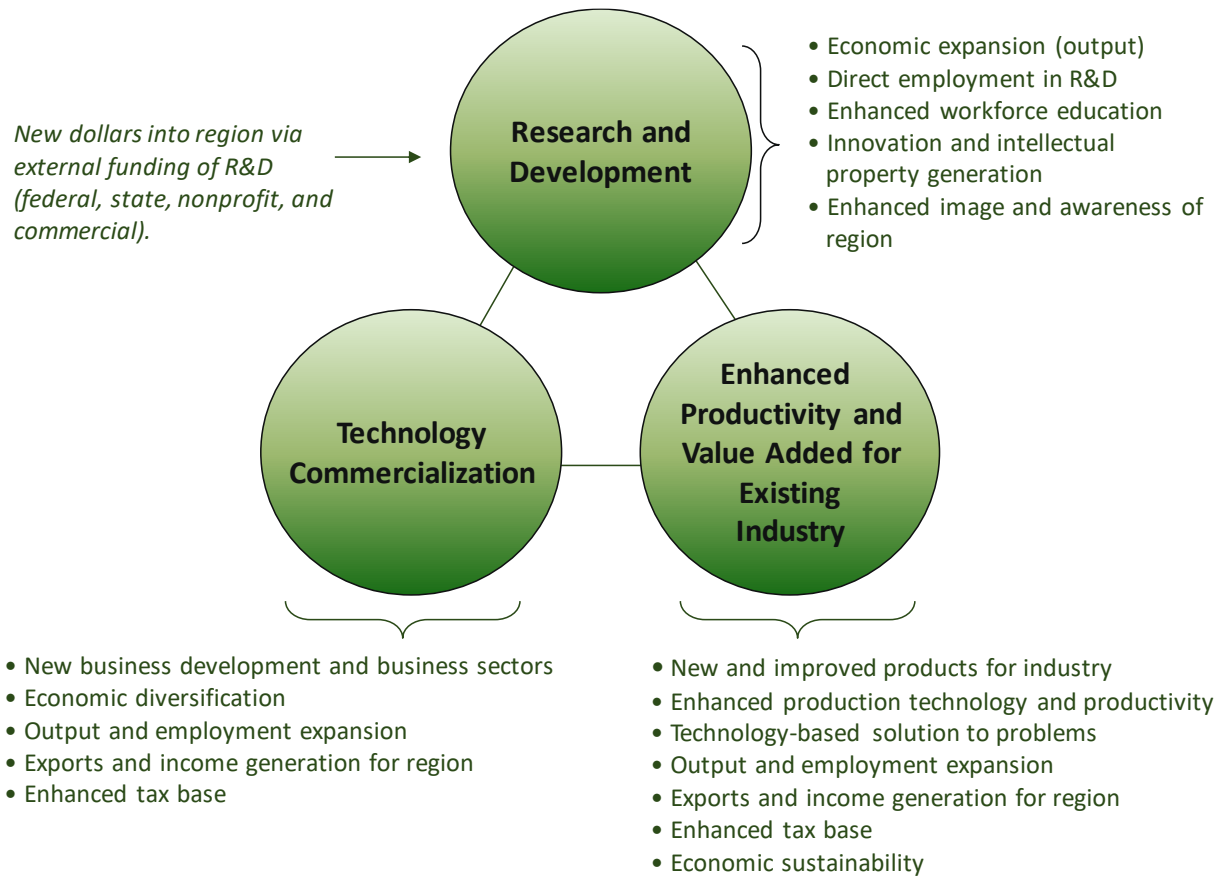 New dollars into region via
external funding of R&D
(federal, state, nonprofit, and
commercial).
Research and
Development
• Economic expansion (output)
• Direct employment in R&D
• Enhanced workforce education
• Innovation and intellectual
property generation
• Enhanced image and awareness of
region
Technology
Commercialization
Enhanced
Productivity and
Value Added for
Existing
Industry
• New business development and business sectors
• Economic diversification
• Output and employment expansion
• Exports and income generation for region
• Enhanced tax base
• New and improved products for industry
• Enhanced production technology and productivity
• Technology-based solution to problems
• Output and employment expansion
• Exports and income generation for region
• Enhanced tax base
• Economic sustainability